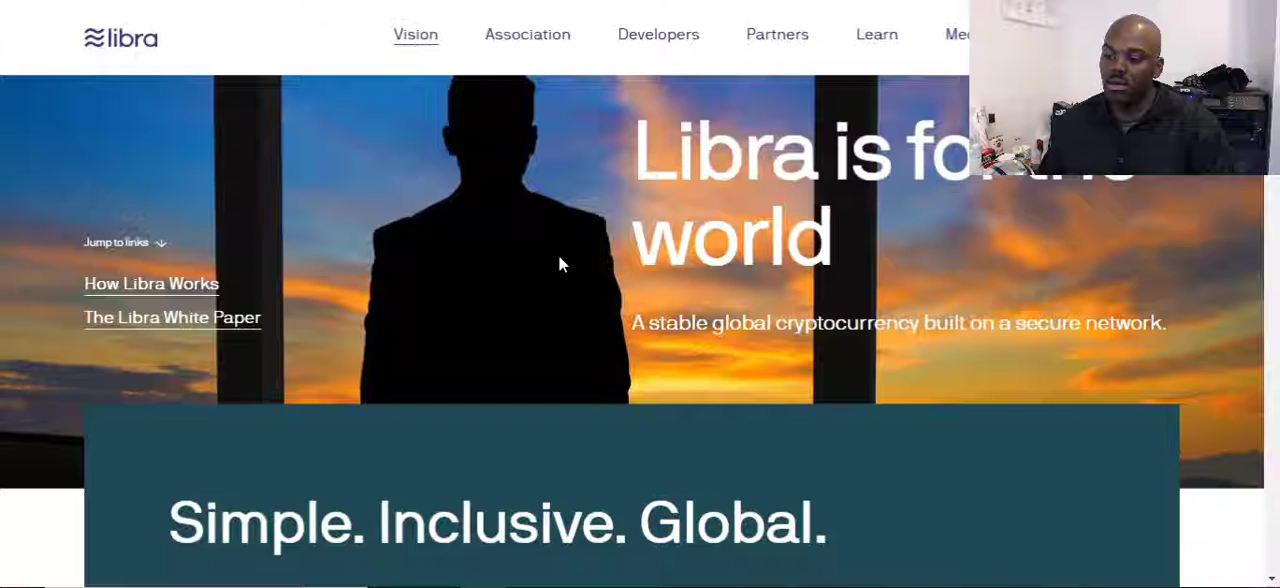 libra
Vision Association Developers Partners Learn
Libra is
world
A stable global cryptocurrency built on a secure network.
Jump to links
How Libra Works
The Libra White Paper
Simple. Inclusive. Global.